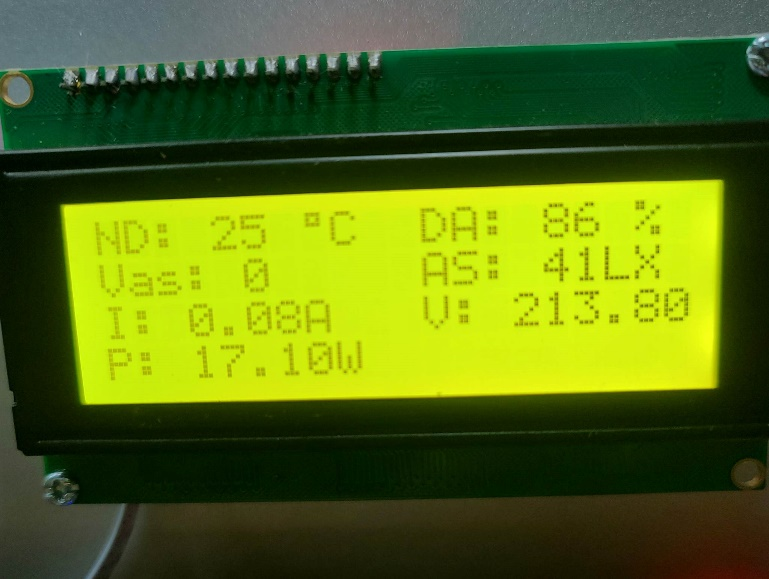 ND: 25 °C DA: 86 %
Vas: 0 AS: 41LX
I: 0.08A V: 213.80
P: 17.10W